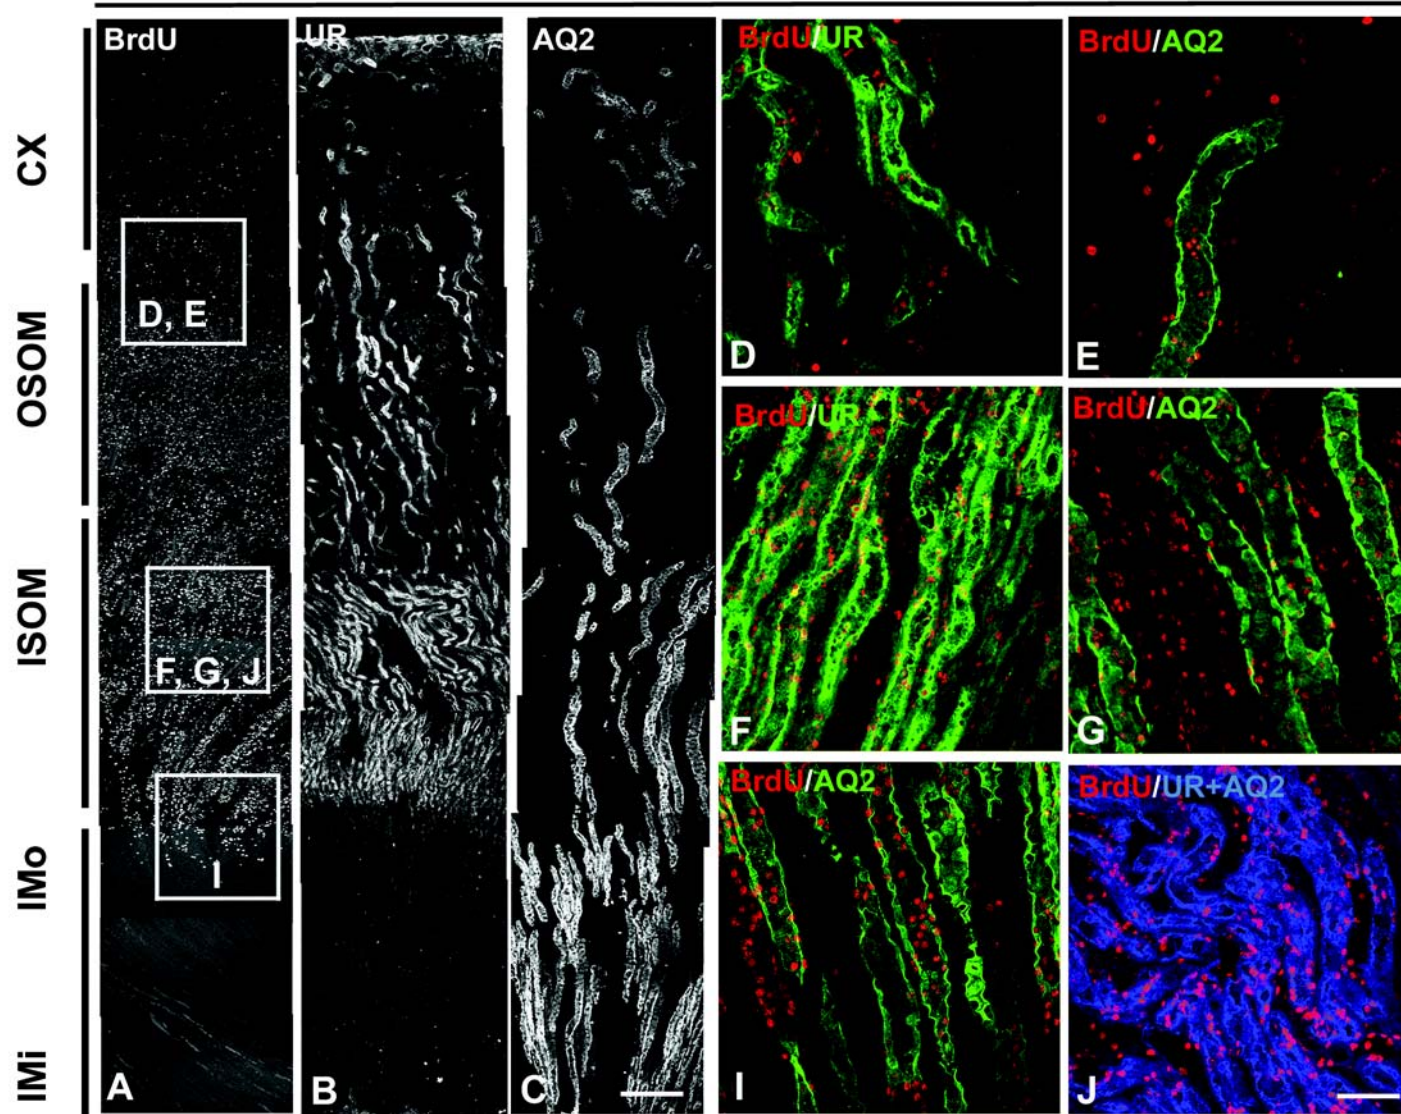 BrdU
UR
AQ2
BrdU/UR
BrdU/AQ2
CX
D, E
D
E
OSOM
BrdU/UR
BrdU/AQ2
ISOM
F, G, J
F
G
BrdU/AQ2
BrdU/UR+AQ2
I
IMo
IMi
A
B
C
I
J